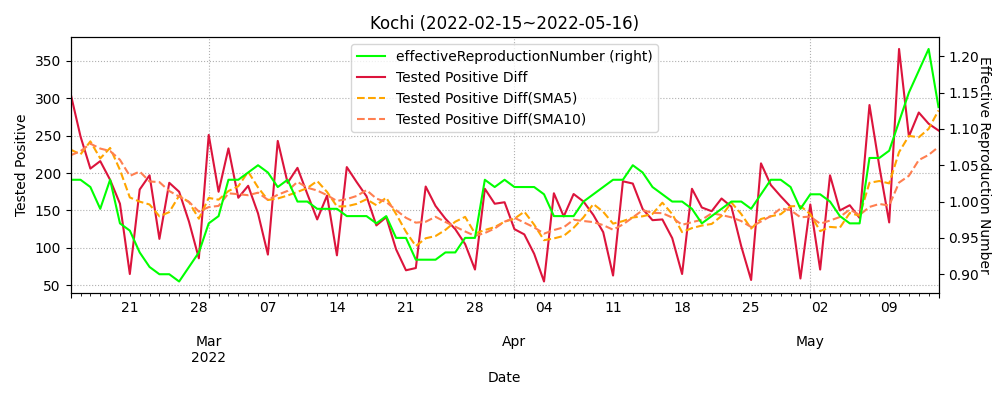 Kochi (2022-02-15~2022-05-16)
effectiveReproductionNumber (right)
Tested Positive Diff
Tested Positive Diff(SMA5)
Tested Positive Diff(SMA10)
Tested Positive
350
300
250
200
150
100
50
1.20
1.15
1.10
1.05
1.00
0.95
0.90
Effective Reproduction Number
21 28 07 14 21 28 04 11 18 25 02 09
Mar Apr May
2022
Date